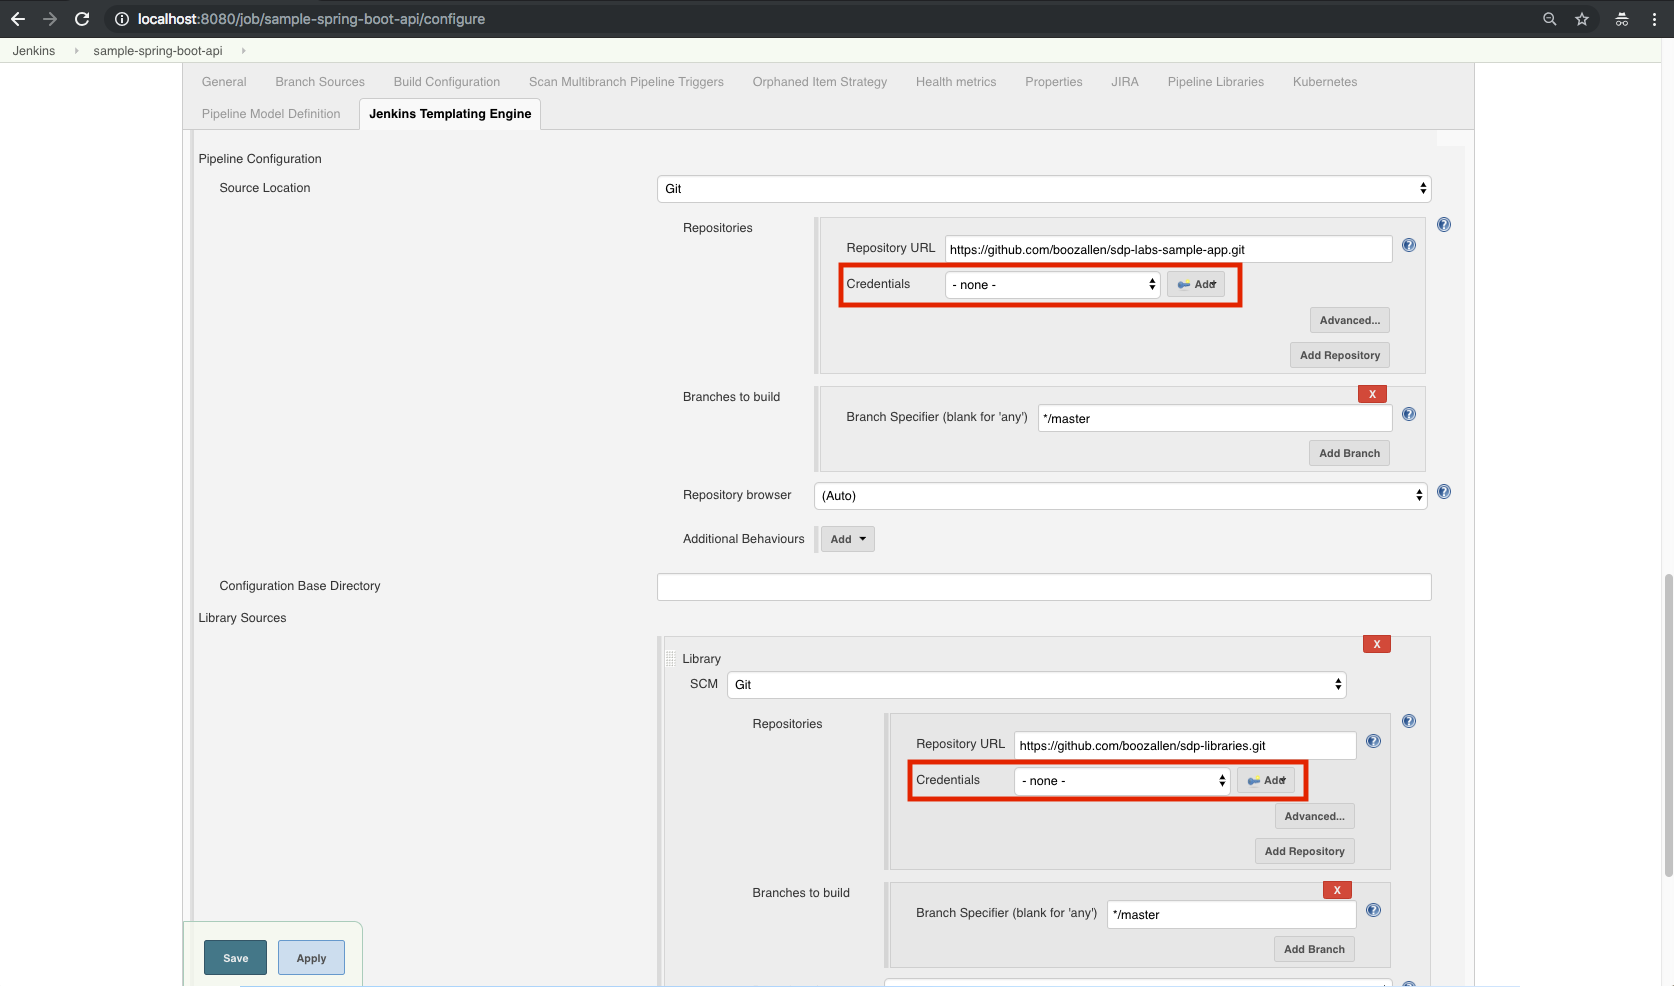 localhost:8080/job/sample-spring-boot-api/configure
Jenkins sample-spring-boot-api
General Branch Sources Build Configuration Scan Multibranch Pipeline Triggers Orphaned Item Strategy Health metrics Properties JIRA Pipeline Libraries Kubernetes
Pipeline Model Definition Jenkins Templating Engine
Pipeline Configuration
Source Location Git
Repositories
Repository URL https://github.com/boozallen/sdp-labs-sample-app.git
Credentials - none - Add
Advanced...
Add Repository
Branches to build X
Branch Specifier (blank for 'any') */master
Add Branch
Repository browser (Auto)
Additional Behaviours Add
Configuration Base Directory
Library Sources
X
Library
SCM Git
Repositories
Repository URL https://github.com/boozallen/sdp-libraries.git
Credentials - none - Add
Advanced...
Add Repository
Branches to build X
Branch Specifier (blank for 'any') */master
Add Branch
Save Apply